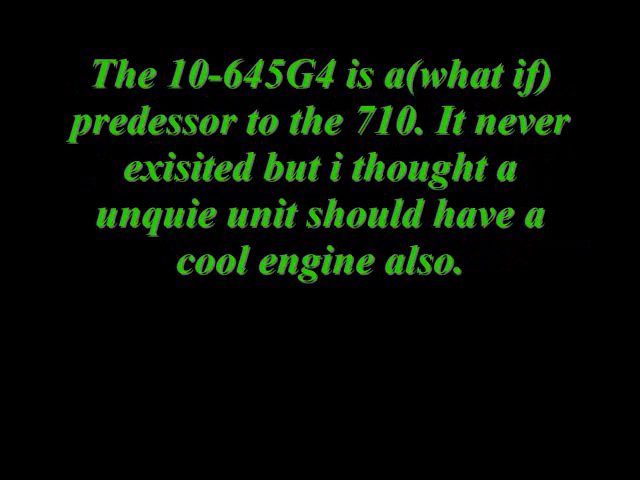 The 10-645G4 is a(what if)
predessor to the 710. It never
exisited but i thought a
unquie unit should have a
cool engine also.